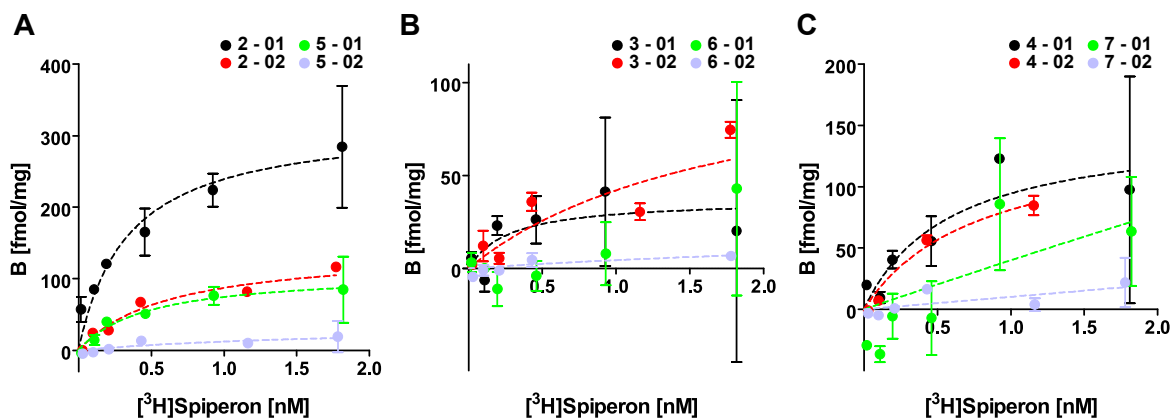 A
2 - 01 5 - 01
2 - 02 5 - 02
400
300
200
100
0
0.5 1.0 1.5 2.0
B [fmol/mg]
[³H]Spiperon [nM]
B
3 - 01 6 - 01
3 - 02 6 - 02
100
50
0
-50
0.5 1.0 1.5 2.0
B [fmol/mg]
[³H]Spiperon [nM]
C
4 - 01 7 - 01
4 - 02 7 - 02
200
150
100
50
0
-50
0.5 1.0 1.5 2.0
B [fmol/mg]
[³H]Spiperon [nM]